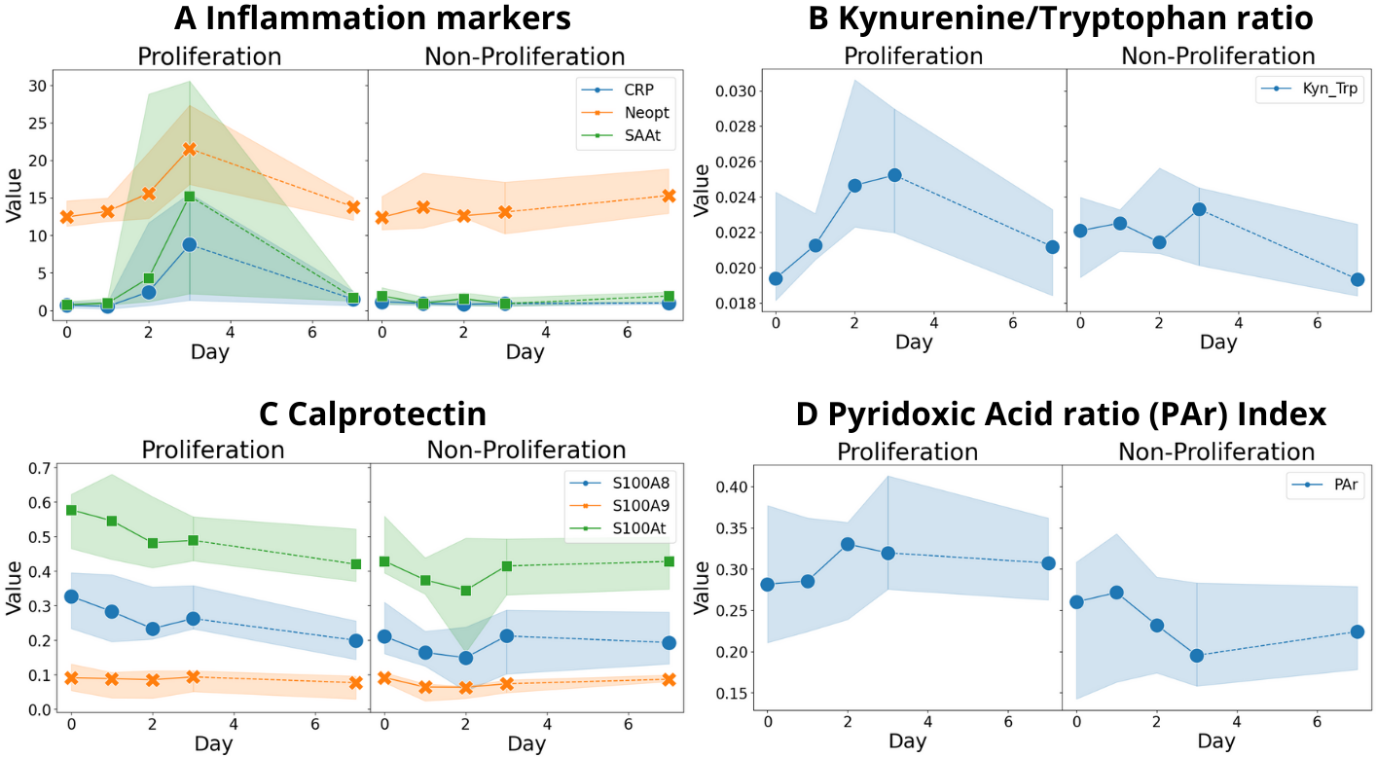 A Inflammation markers
Proliferation
Non-Proliferation
Value
30
25
20
15
10
5
0
CRP
Neopt
SAAt
0 2 4 6
0 2 4 6
Day
Day
B Kynurenine/Tryptophan ratio
Proliferation
Non-Proliferation
Value
0.030
0.028
0.026
0.024
0.022
0.020
0.018
Kyn_Trp
0 2 4 6
0 2 4 6
Day
Day
C Calprotectin
Proliferation
Non-Proliferation
Value
0.7
0.6
0.5
0.4
0.3
0.2
0.1
0.0
S100A8
S100A9
S100At
0 2 4 6
0 2 4 6
Day
Day
D Pyridoxic Acid ratio (PAr) Index
Proliferation
Non-Proliferation
Value
0.40
0.35
0.30
0.25
0.20
0.15
PAr
0 2 4 6
0 2 4 6
Day
Day